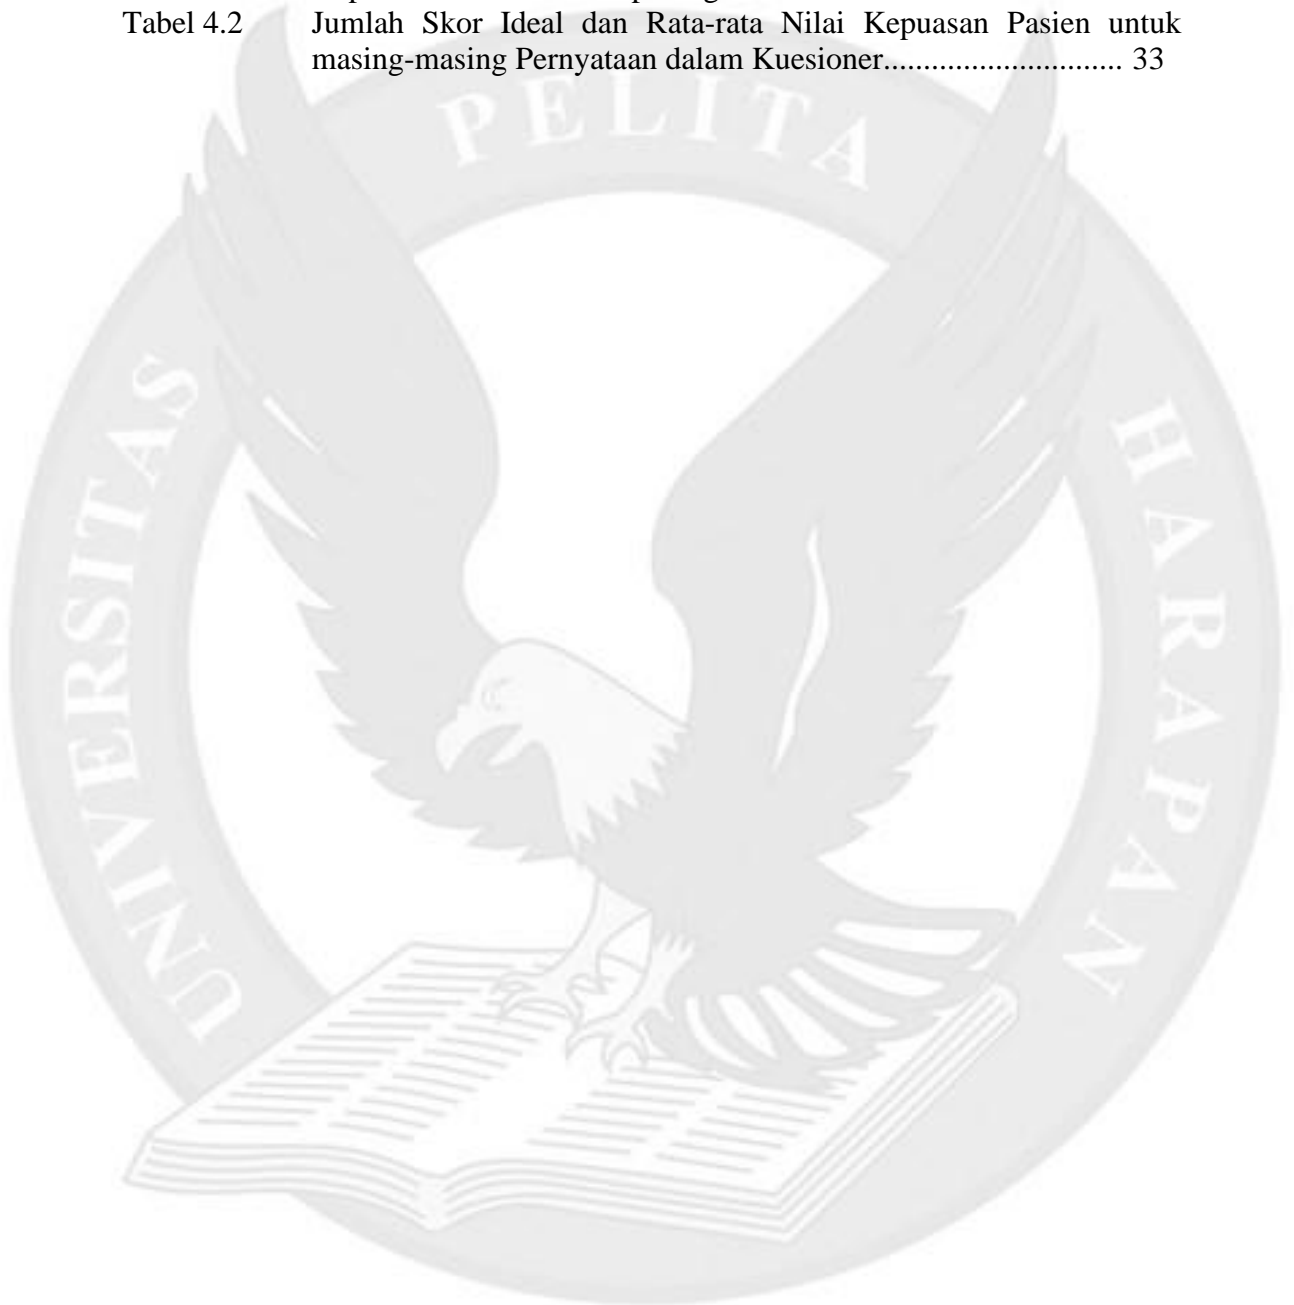 Tabel 4.2 Jumlah Skor Ideal dan Rata-rata Nilai Kepuasan Pasien untuk
masing-masing Pernyataan dalam Kuesioner............................ 33
PELITA
UNIVERSITAS
HARAPAN